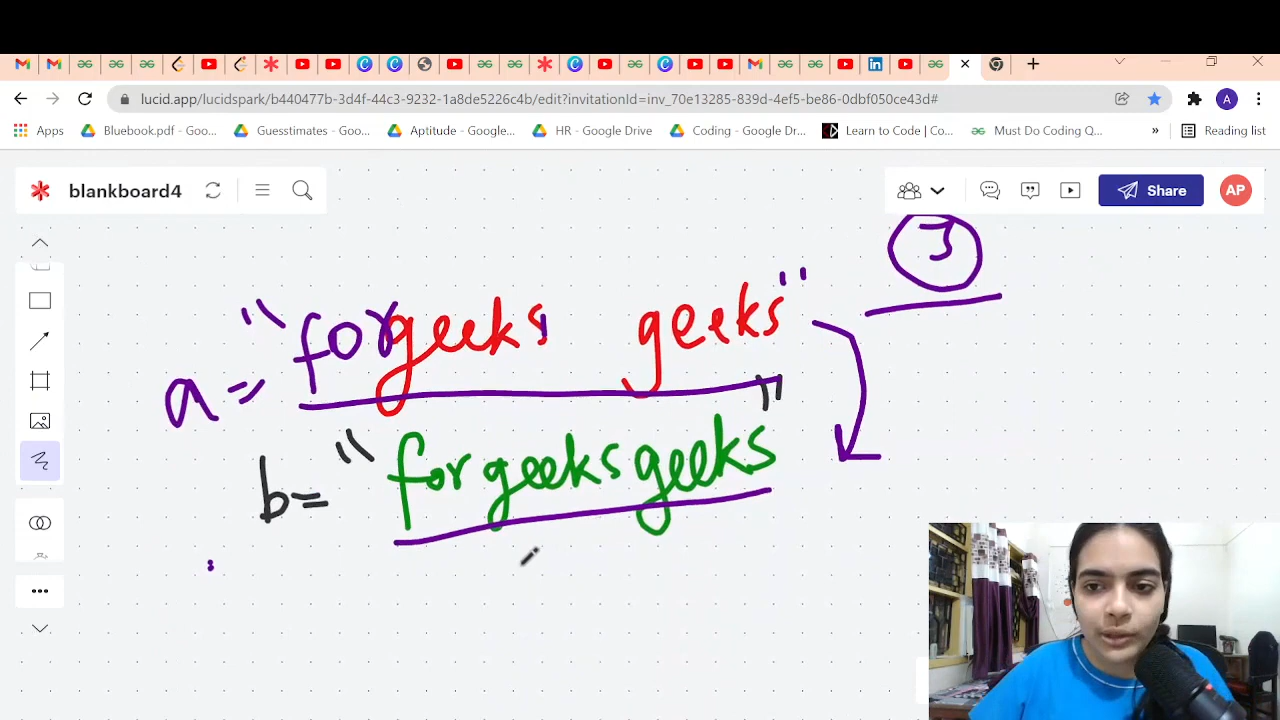 lucid.app/lucidspark/b440477b-3d4f-44c3-9232-1a8de5226c4b/edit?invitationId=inv_70e13285-839d-4ef5-be86-0dbf050ce43d#
A
Apps
Bluebook.pdf - Goo...
Guesstimates - Goo...
Aptitude - Google...
HR - Google Drive
Coding - Google Dr...
Learn to Code | Co...
Must Do Coding Q...
»
Reading list
blankboard4
Share
AP
3
a = "forgeeks geeks"
b = "forgeeksgeeks"